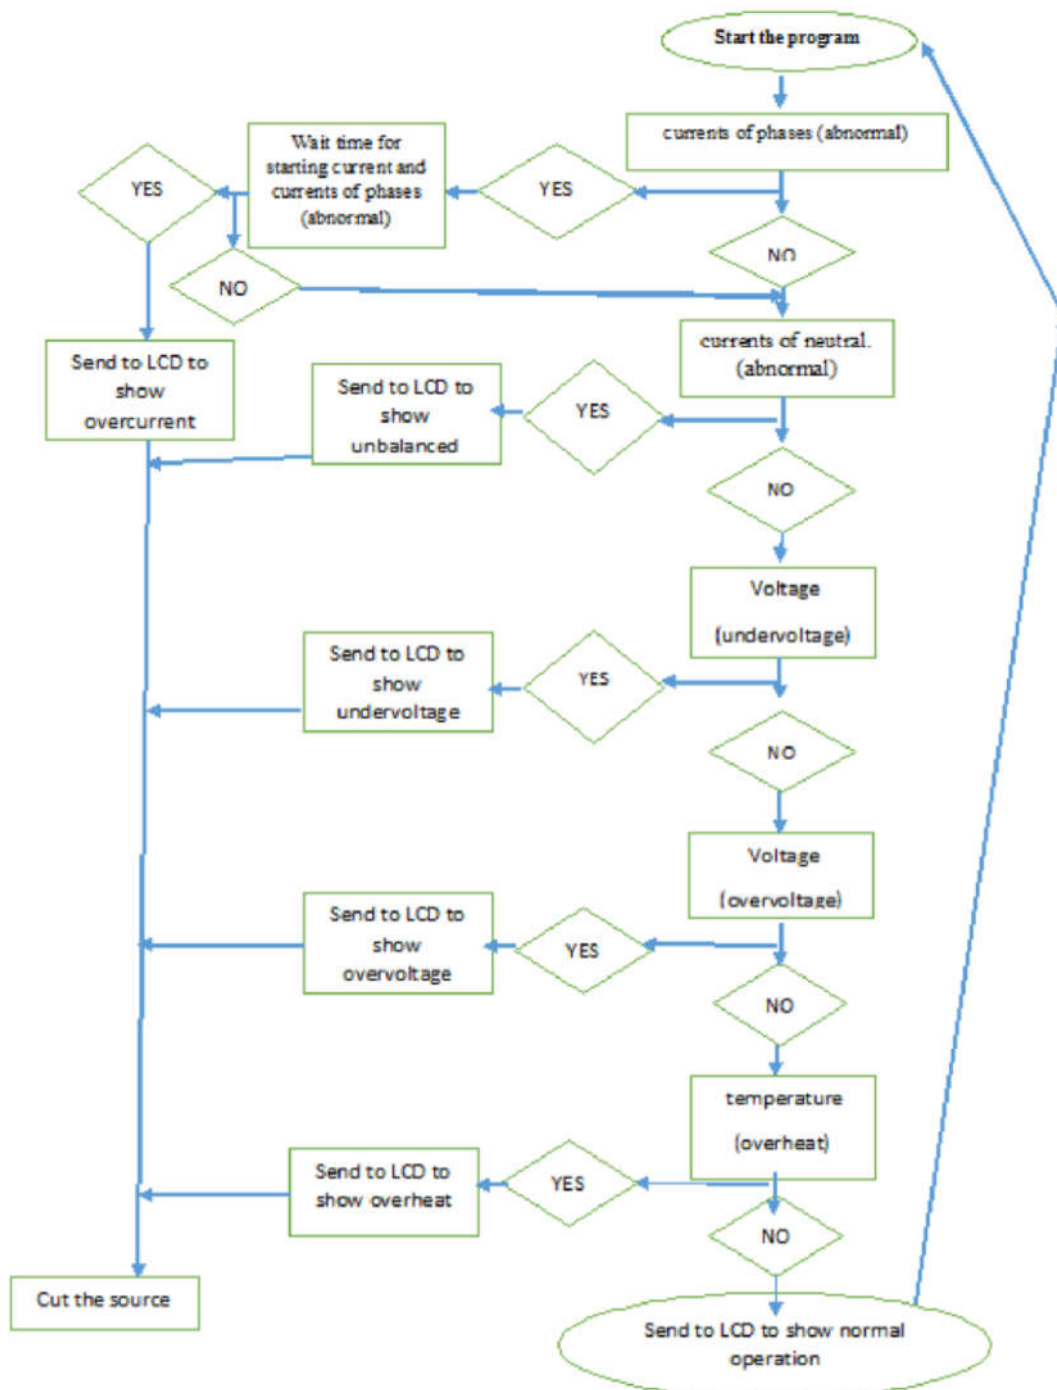 Start the program
currents of phases (abnormal)
Wait time for
starting current and
currents of phases
(abnormal)
YES
YES
NO
NO
currents of neutral.
(abnormal)
Send to LCD to
show
overcurrent
Send to LCD to
show
unbalanced
YES
NO
Voltage
(undervoltage)
Send to LCD to
show
undervoltage
YES
NO
Voltage
(overvoltage)
Send to LCD to
show
overvoltage
YES
NO
temperature
(overheat)
Send to LCD to
show overheat
YES
NO
Cut the source
Send to LCD to show normal
operation